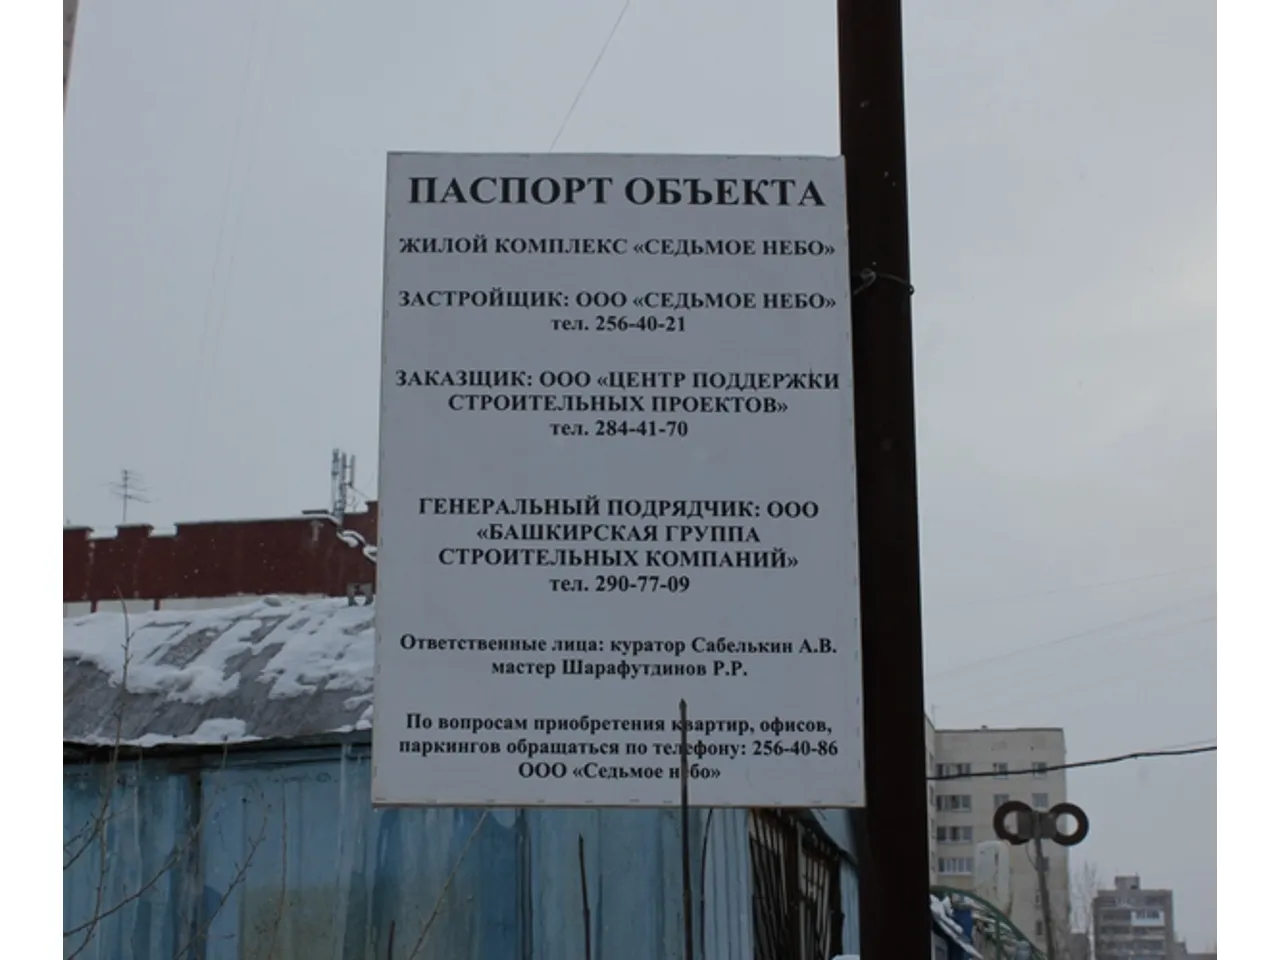 ПАСПОРТ ОБЪЕКТА
ЖИЛОЙ КОМПЛЕКС «СЕДЬМОЕ НЕБО»
ЗАСТРОЙЩИК: ООО «СЕДЬМОЕ НЕБО»
тел. 256-40-21
ЗАКАЗЩИК: ООО «ЦЕНТР ПОДДЕРЖКИ
СТРОИТЕЛЬНЫХ ПРОЕКТОВ»
тел. 284-41-70
ГЕНЕРАЛЬНЫЙ ПОДРЯДЧИК: ООО
«БАШКИРСКАЯ ГРУППА
СТРОИТЕЛЬНЫХ КОМПАНИЙ»
тел. 290-77-09
Ответственные лица: куратор Сабелькин А.В.
мастер Шарафутдинов Р.Р.
По вопросам приобретения квартир, офисов,
паркингов обращаться по телефону: 256-40-86
ООО «Седьмое небо»